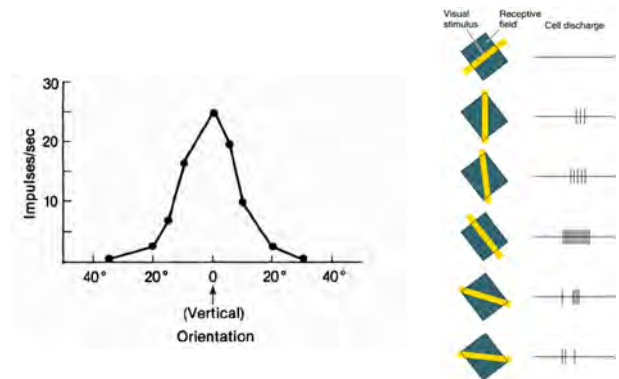 30
20
10
Impulses/sec
40° 20° 0 20° 40°
(Vertical)
Orientation
Visual
stimulus
Receptive
field
Cell discharge